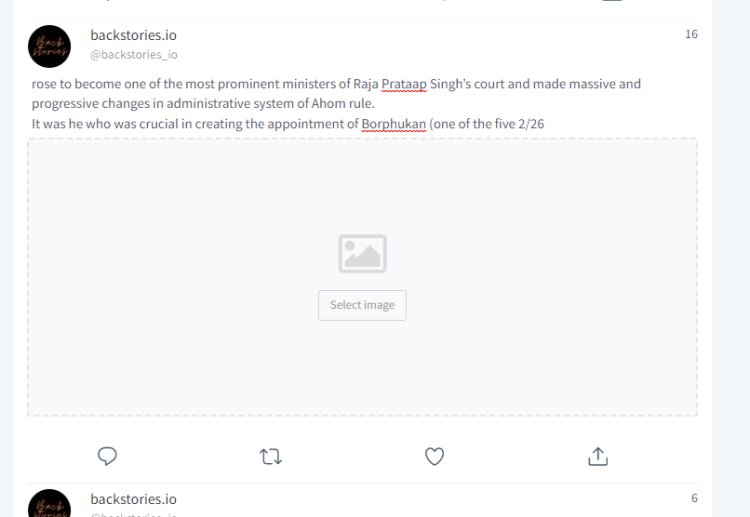 Back
stories
backstories.io
16
@backstories_io
rose to become one of the most prominent ministers of Raja Prataap Singh's court and made massive and
progressive changes in administrative system of Ahom rule.
It was he who was crucial in creating the appointment of Borphukan (one of the five 2/26
Select image
Back
stories
backstories.io
6
@backstories_io